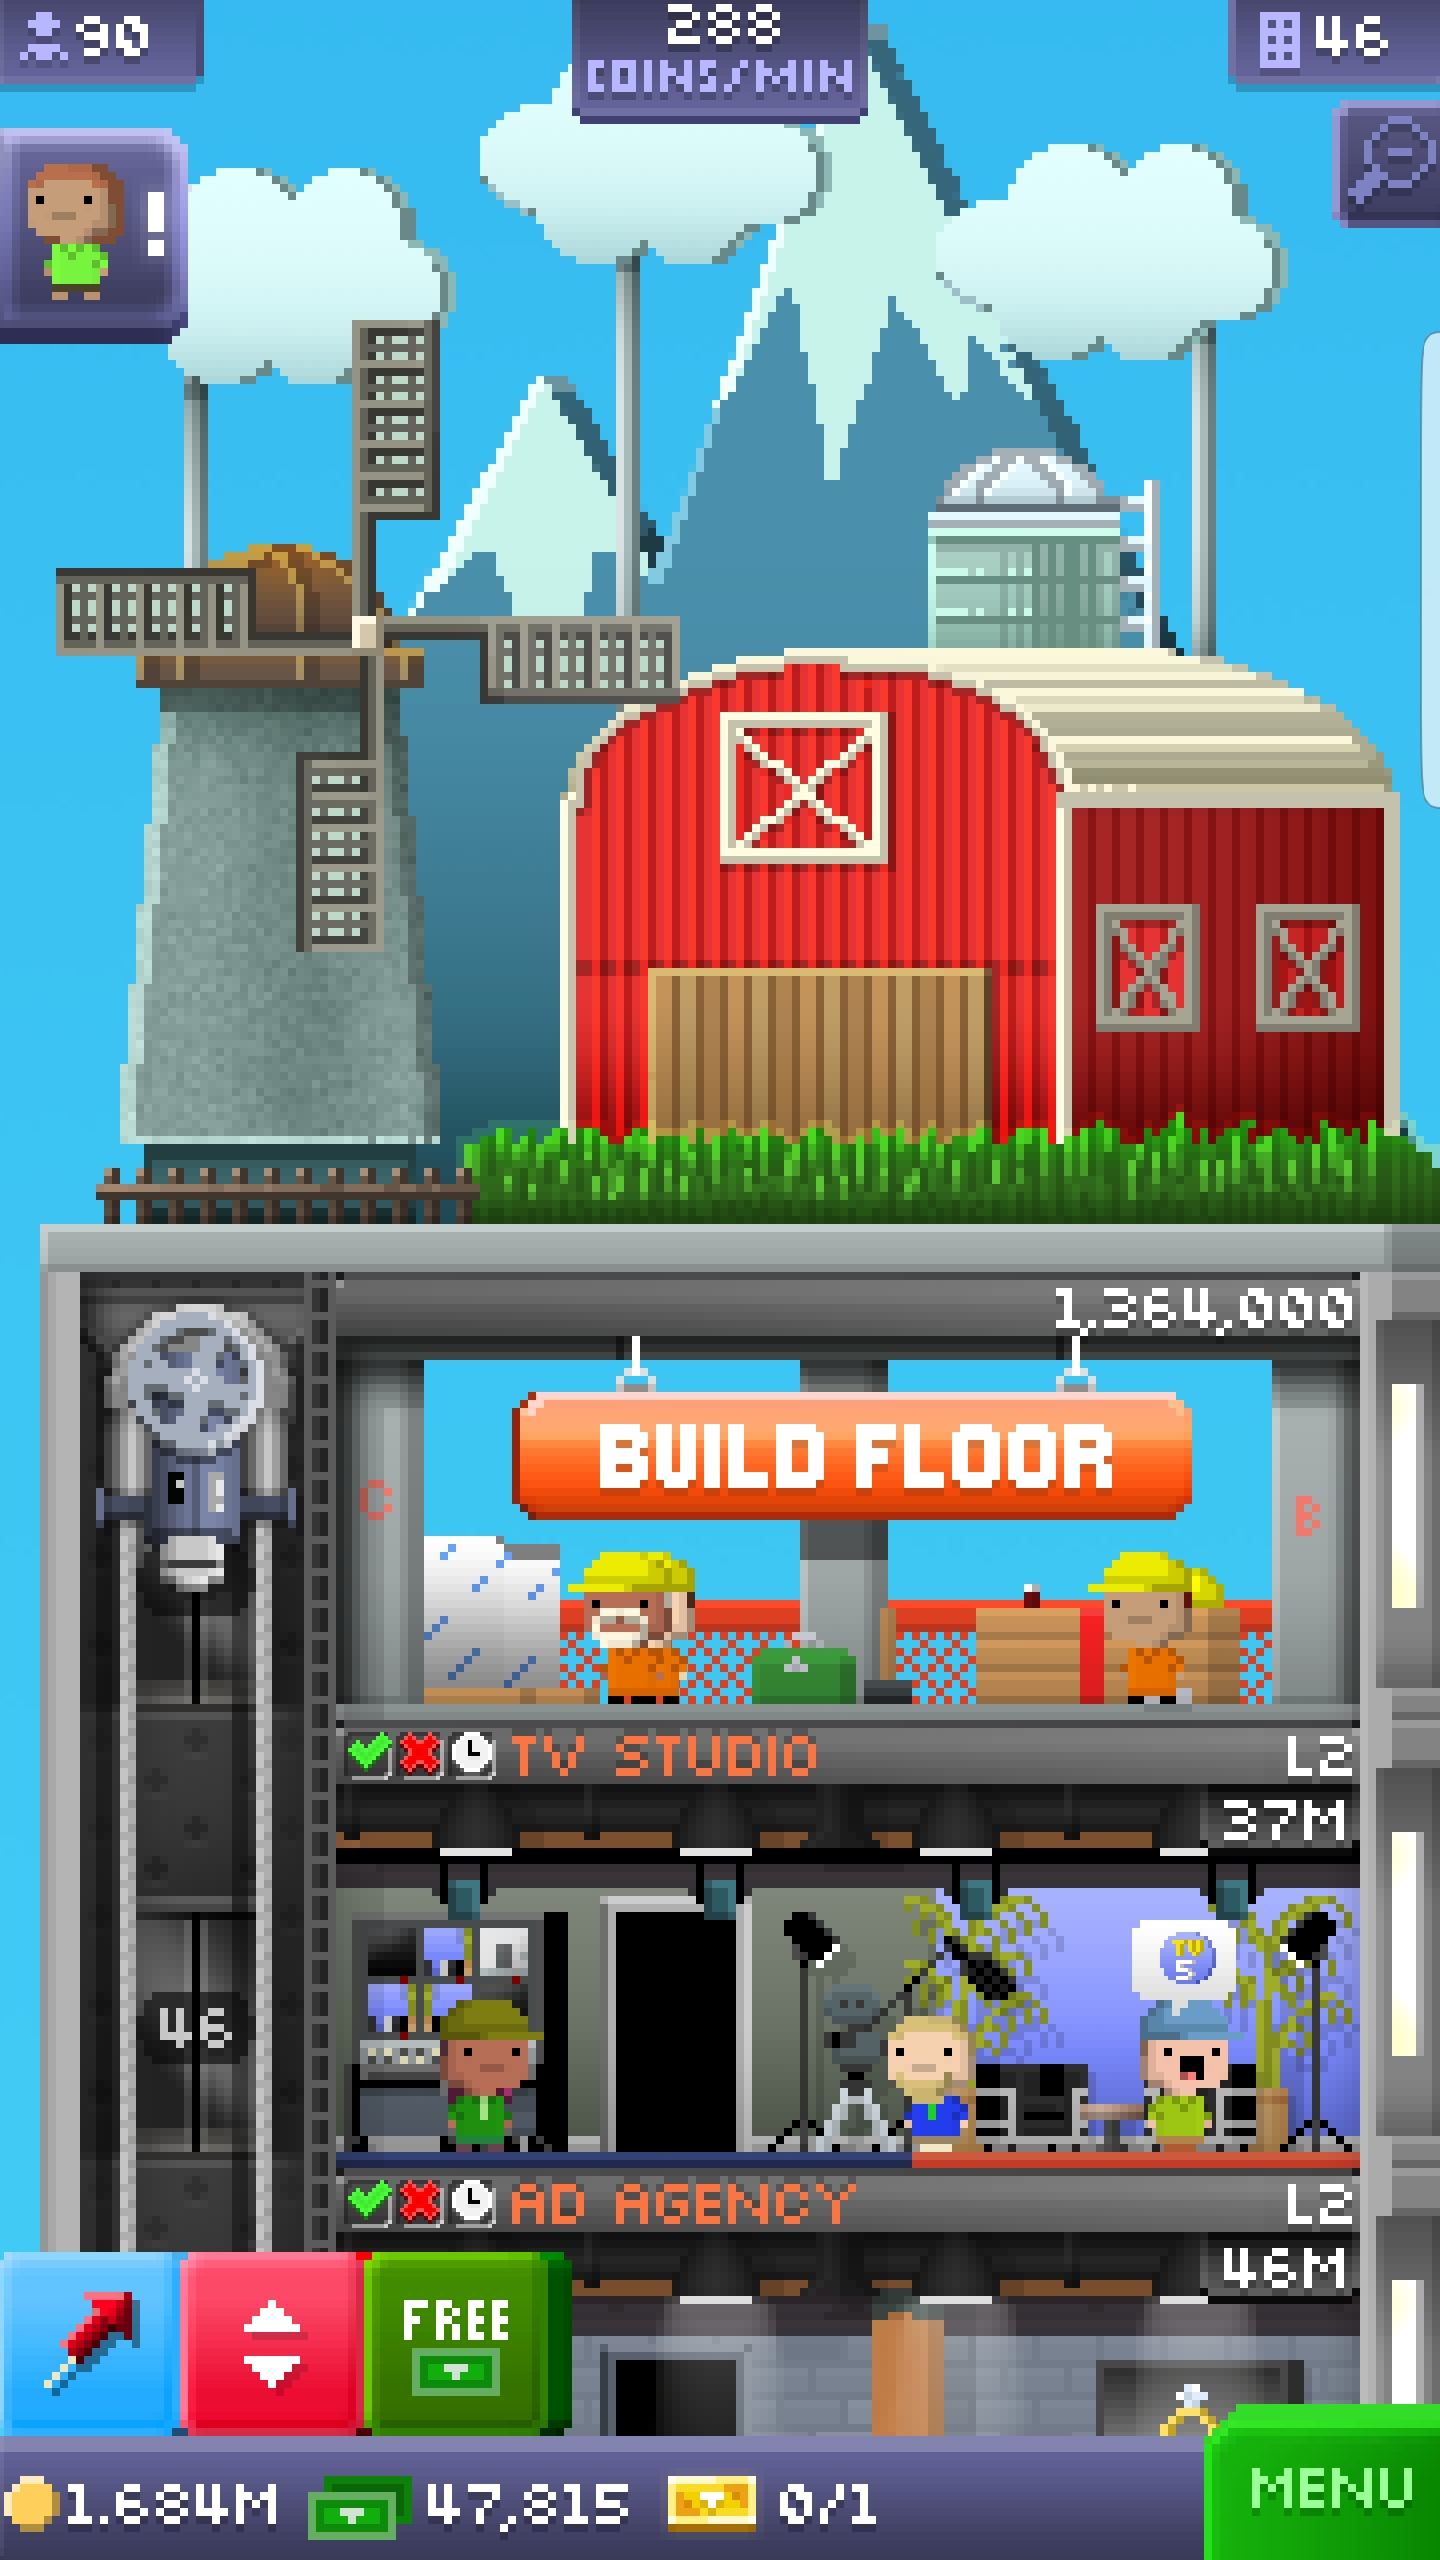 90
288
COINS/MIN
46
!
1,364,000
BUILD FLOOR
C
B
TV STUDIO
L2
37M
TV
5
46
AD AGENCY
L2
46M
FREE
1.684M
47,815
0/1
MENU